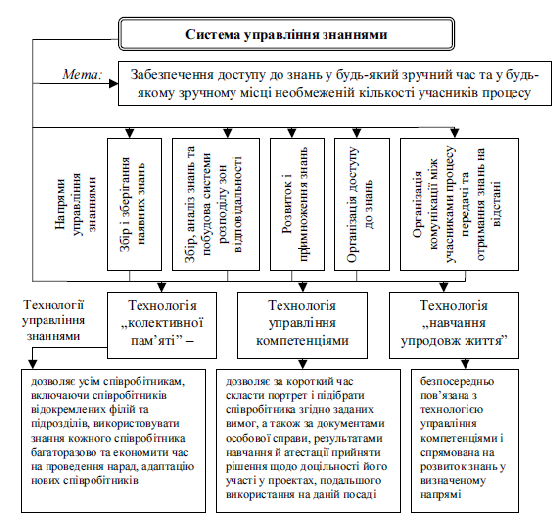 Система управління знаннями
Мета:
Забезпечення доступу до знань у будь-який зручний час та у будь-
якому зручному місці необмеженій кількості учасників процесу
Напрями
управління
знаннями
Збір і зберігання
наявних знань
Збір, аналіз знань та
побудова системи
розподілу зон
відповідальності
Розвиток і
примноження знань
Організація доступу
до знань
Організація
комунікації між
учасниками процесу
передачі та
отримання знань на
відстані
Технології
управління
знаннями
Технологія
„колективної
пам’яті” –
Технологія
управління
компетенціями
Технологія
„навчання
упродовж життя”
дозволяє усім співробітникам,
включаючи співробітників
відокремлених філій та
підрозділів, використовувати
знання кожного співробітника
багаторазово та економити час
на проведення нарад, адаптацію
нових співробітників
дозволяє за короткий час
скласти портрет і підібрати
співробітника згідно заданих
вимог, а також за документами
особової справи, результатами
навчання й атестації прийняти
рішення щодо доцільності його
участі у проектах, подальшого
використання на даній посаді
безпосередньо
пов’язана з
технологією
управління
компетенціями і
спрямована на
розвиток знань у
визначеному
напрямі